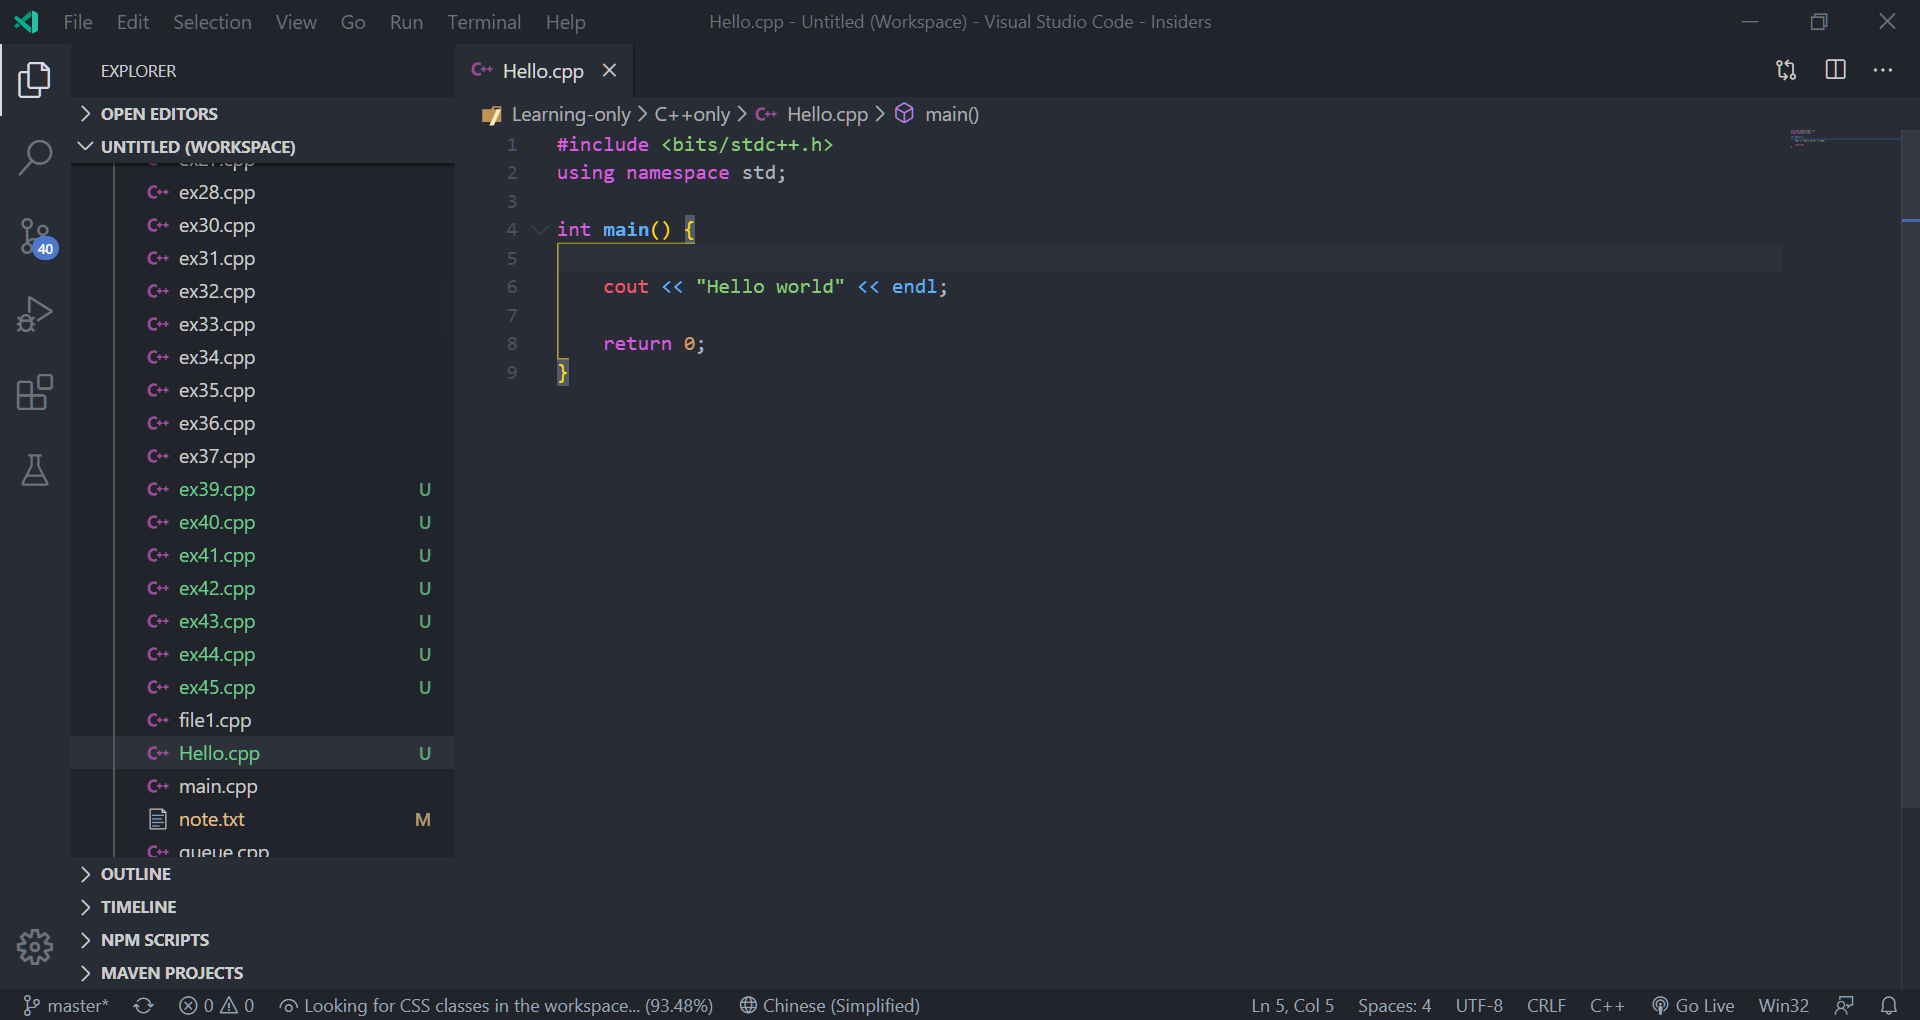 File Edit Selection View Go Run Terminal Help
Hello.cpp - Untitled (Workspace) - Visual Studio Code - Insiders
EXPLORER
OPEN EDITORS
UNTITLED (WORKSPACE)
ex27.cpp
ex28.cpp
ex30.cpp
ex31.cpp
ex32.cpp
ex33.cpp
ex34.cpp
ex35.cpp
ex36.cpp
ex37.cpp
ex39.cpp U
ex40.cpp U
ex41.cpp U
ex42.cpp U
ex43.cpp U
ex44.cpp U
ex45.cpp U
file1.cpp
Hello.cpp U
main.cpp
note.txt M
queue.cpp
OUTLINE
TIMELINE
NPM SCRIPTS
MAVEN PROJECTS
40
C++ Hello.cpp
Learning-only > C++only > C++ Hello.cpp > main()
1 #include <bits/stdc++.h>
2 using namespace std;
3
4 int main() {
5
6 cout << "Hello world" << endl;
7
8 return 0;
9 }
master* 0 0 Looking for CSS classes in the workspace... (93.48%) Chinese (Simplified)
Ln 5, Col 5 Spaces: 4 UTF-8 CRLF C++ Go Live Win32